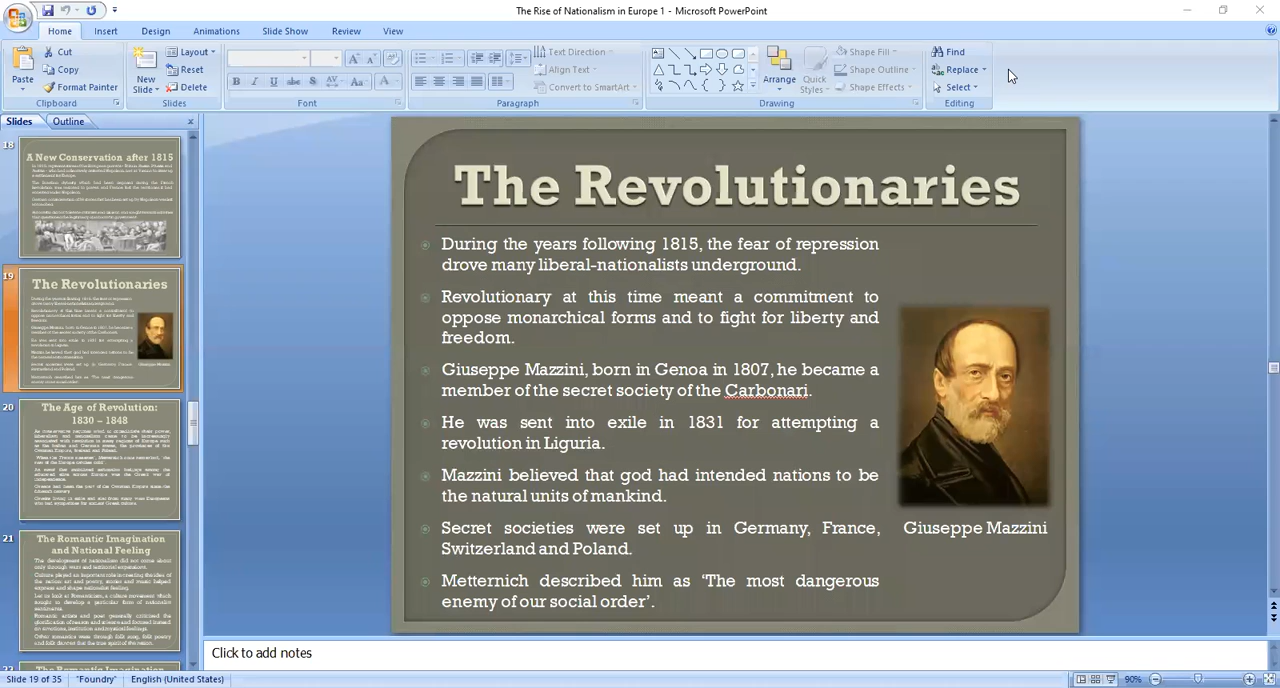 The Rise of Nationalism in Europe 1 - Microsoft PowerPoint
Home Insert Design Animations Slide Show Review View
Paste
Cut
Copy
Format Painter
Clipboard
New Slide
Layout
Reset
Delete
Slides
Font
Text Direction
Align Text
Convert to SmartArt
Paragraph
Arrange
Quick Styles
Shape Fill
Shape Outline
Shape Effects
Drawing
Find
Replace
Select
Editing
Slides Outline
18
A New Conservation after 1815
19
The Revolutionaries
20
The Age of Revolution:
1830 – 1848
21
The Romantic Imagination
and National Feeling
The Romantic Imagination
The Revolutionaries
During the years following 1815, the fear of repression
drove many liberal-nationalists underground.
Revolutionary at this time meant a commitment to
oppose monarchical forms and to fight for liberty and
freedom.
Giuseppe Mazzini, born in Genoa in 1807, he became a
member of the secret society of the Carbonari.
He was sent into exile in 1831 for attempting a
revolution in Liguria.
Mazzini believed that god had intended nations to be
the natural units of mankind.
Secret societies were set up in Germany, France,
Switzerland and Poland.
Metternich described him as ‘The most dangerous
enemy of our social order’.
Giuseppe Mazzini
Click to add notes
Slide 19 of 35 "Foundry" English (United States) 90%